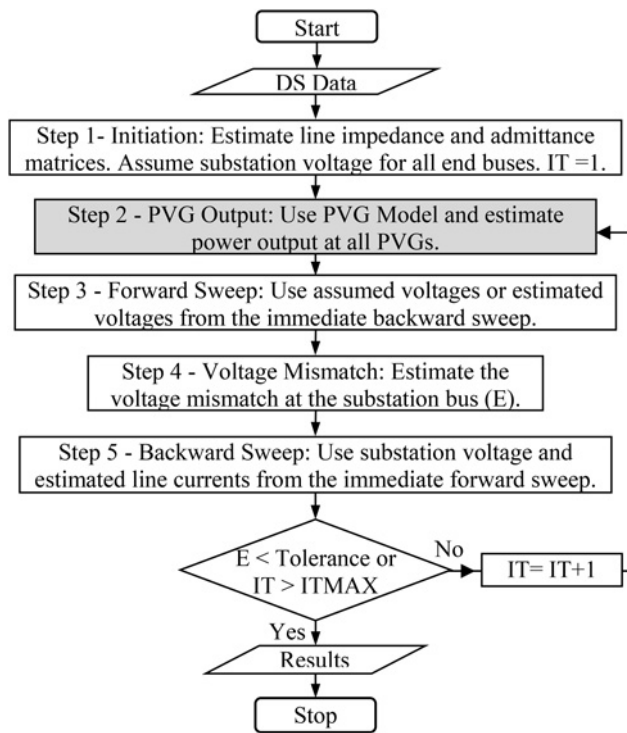 Start
DS Data
Step 1- Initiation: Estimate line impedance and admittance
matrices. Assume substation voltage for all end buses. IT =1.
Step 2 - PVG Output: Use PVG Model and estimate
power output at all PVGs.
Step 3 - Forward Sweep: Use assumed voltages or estimated
voltages from the immediate backward sweep.
Step 4 - Voltage Mismatch: Estimate the
voltage mismatch at the substation bus (E).
Step 5 - Backward Sweep: Use substation voltage and
estimated line currents from the immediate forward sweep.
E < Tolerance or
IT > ITMAX
No
IT= IT+1
Yes
Results
Stop